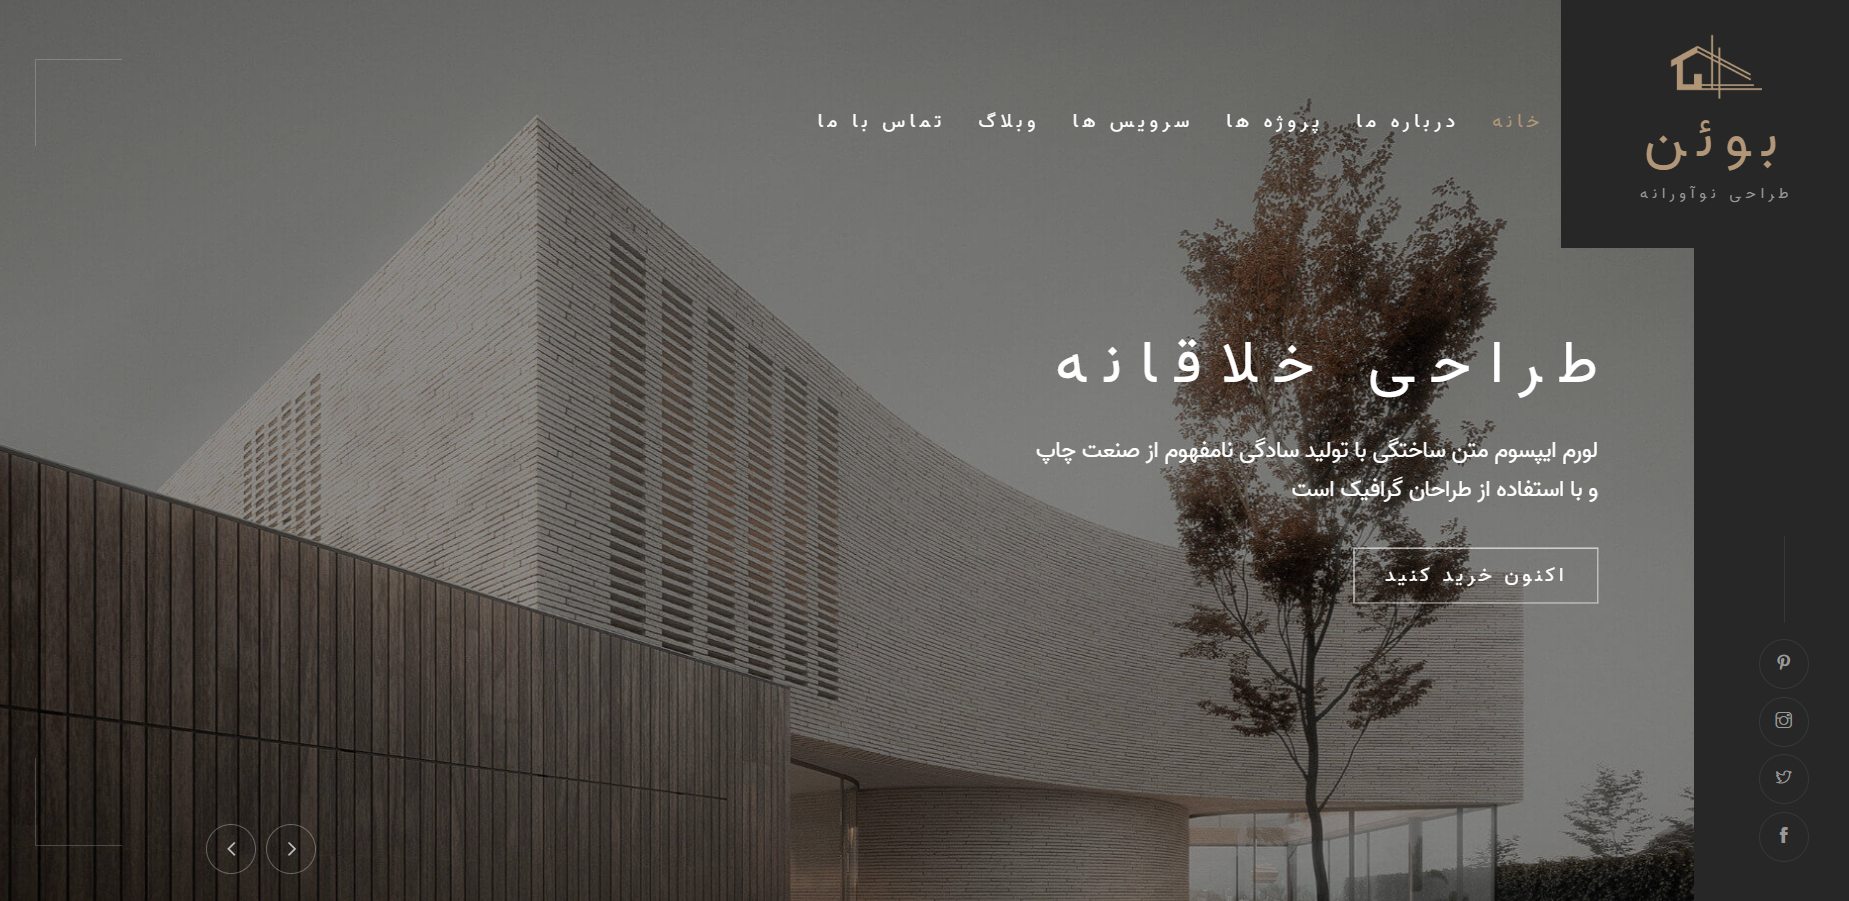 بوئن
طراحی نوآورانه
خانه درباره ما پروژه ها سرویس ها وبلاگ تماس با ما
طراحی خلاقانه
لورم ایپسوم متن ساختگی با تولید سادگی نامفهوم از صنعت چاپ
و با استفاده از طراحان گرافیک است
اکنون خرید کنید